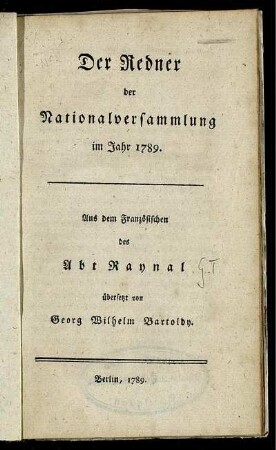 Der Redner
der
Nationalversammlung
im Jahr 1789.
Aus dem Französischen
des
Abt Raynal
übersetzt von
Georg Wilhelm Bartoldy.
Berlin, 1789.